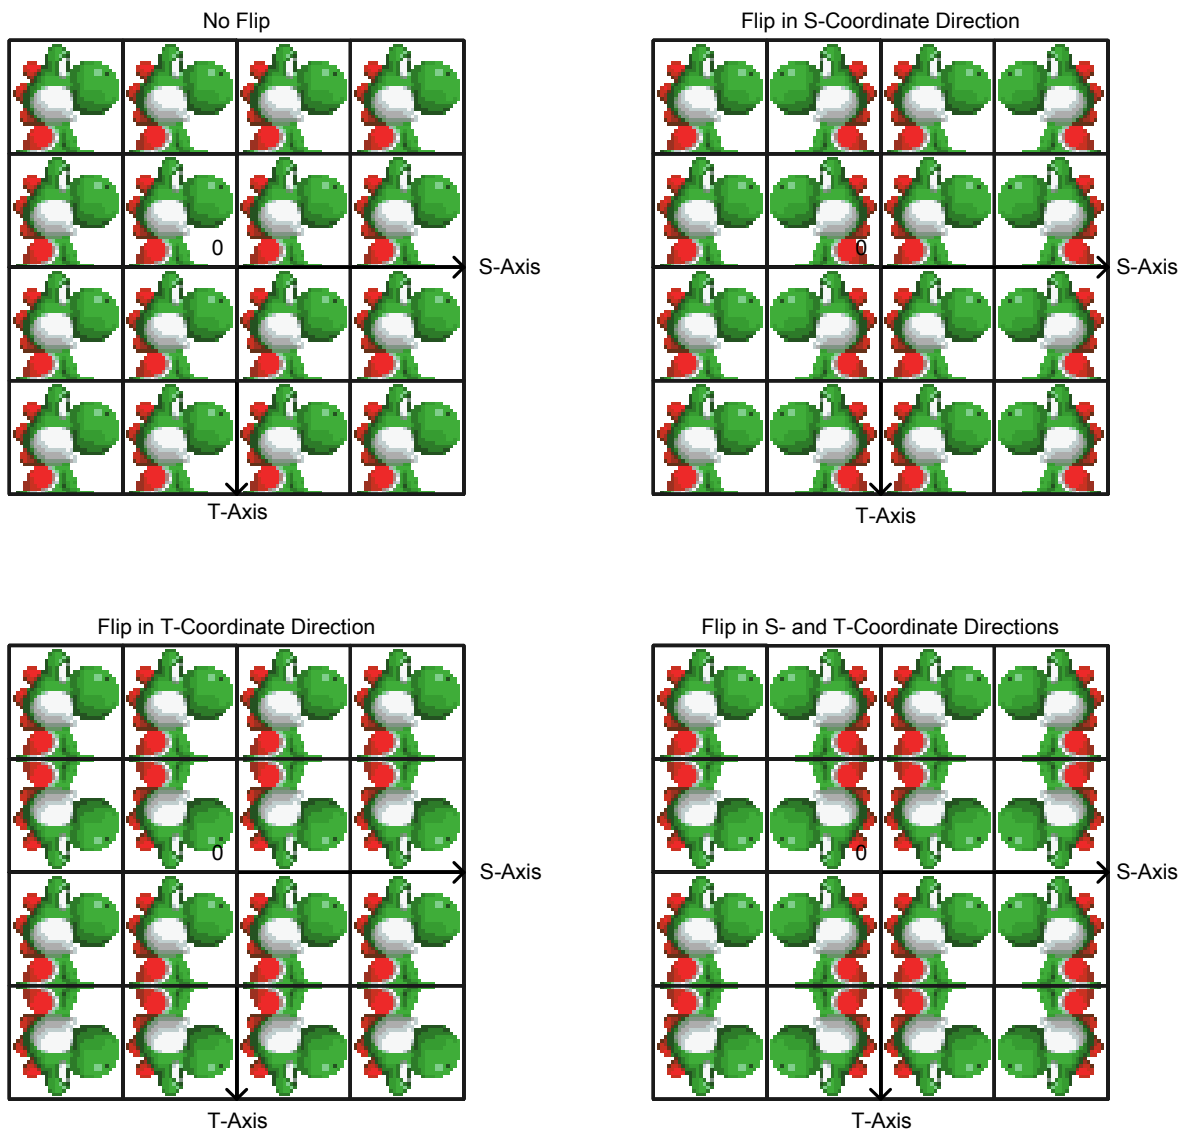 No Flip
Flip in S-Coordinate Direction
0
S-Axis
0
S-Axis
T-Axis
T-Axis
Flip in T-Coordinate Direction
Flip in S- and T-Coordinate Directions
0
S-Axis
0
S-Axis
T-Axis
T-Axis